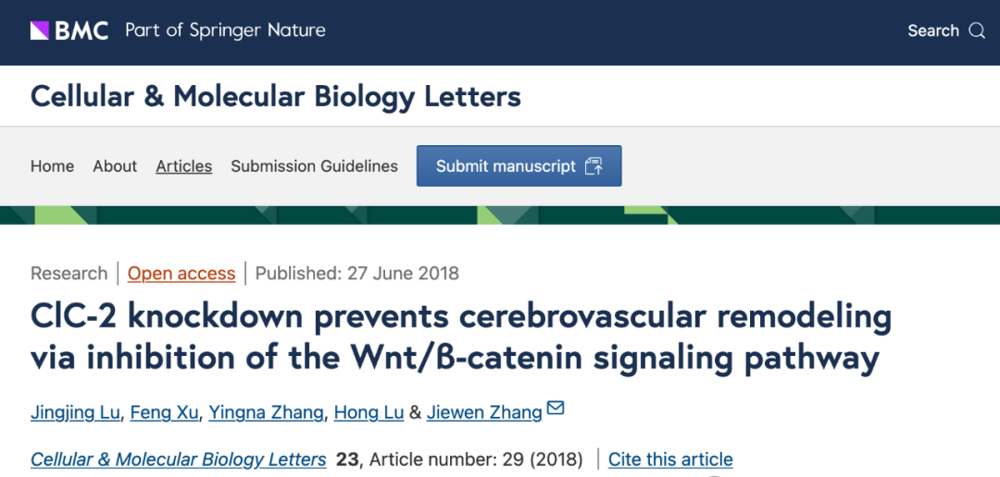 BMC Part of Springer Nature Search
Cellular & Molecular Biology Letters
Home About Articles Submission Guidelines Submit manuscript
Research | Open access | Published: 27 June 2018
ClC-2 knockdown prevents cerebrovascular remodeling
via inhibition of the Wnt/β-catenin signaling pathway
Jingjing Lu, Feng Xu, Yingna Zhang, Hong Lu & Jiewen Zhang
Cellular & Molecular Biology Letters 23, Article number: 29 (2018) | Cite this article